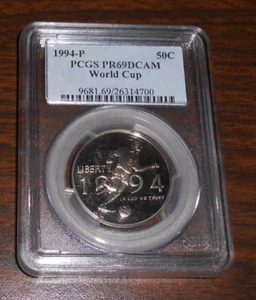 1994-P 50C
PCGS PR69DCAM
World Cup
9681.69/26314700
LIBERTY
1994
IN GOD WE TRUST